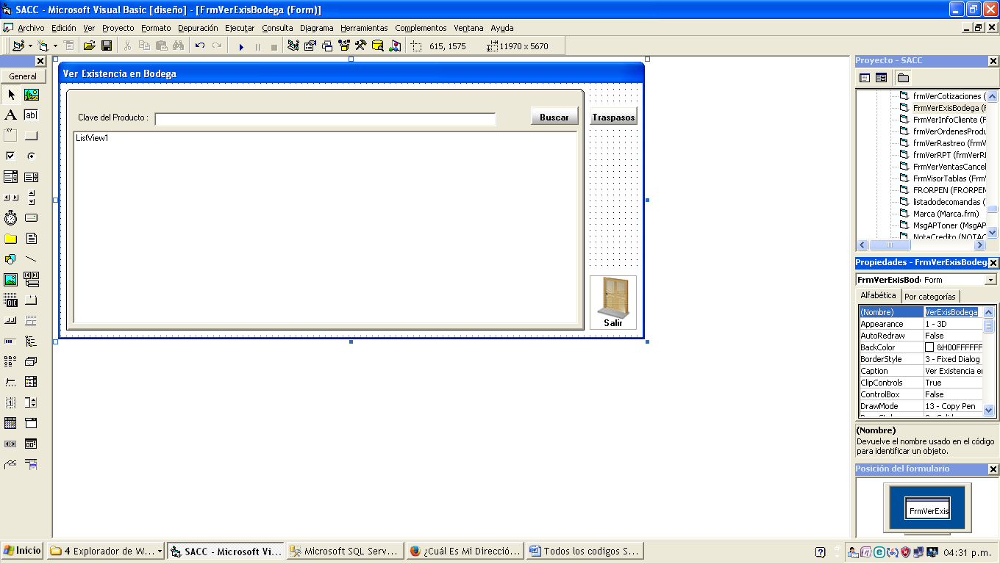 SACC - Microsoft Visual Basic [diseño] - [FrmVerExisBodega (Form)]
Archivo Edición Ver Proyecto Formato Depuración Ejecutar Consulta Diagrama Herramientas Complementos Ventana Ayuda
615, 1575 11970 x 5670
General
A
ab|
xy
OLE
Ver Existencia en Bodega
Clave del Producto :
Buscar
Traspasos
ListView1
Salir
Proyecto - SACC
frmVerCotizaciones (
FrmVerExisBodega (F
FrmVerInfoCliente (F
frmVerOrdenesProdu
frmVerRastreo (frmV
frmVerRPT (frmVerRI
FrmVerVentasCancel
FrmVisorTablas (Frm
FRORPEN (FRORPEN
listadodecomandas (
Marca (Marca.frm)
MsgAPToner (MsgAP
NotaCredito (NOTAC
Propiedades - FrmVerExisBodega
FrmVerExisBod Form
Alfabética Por categorías
(Nombre) VerExisBodega
Appearance 1 - 3D
AutoRedraw False
BackColor &H00FFFFFF
BorderStyle 3 - Fixed Dialog
Caption Ver Existencia en
ClipControls True
ControlBox False
DrawMode 13 - Copy Pen
(Nombre)
Devuelve el nombre usado en el código
para identificar un objeto.
Posición del formulario
FrmVerExis
Inicio
4 Explorador de W...
SACC - Microsoft Vi...
Microsoft SQL Serv...
¿Cuál Es Mi Direcció...
Todos los codigos S...
04:31 p.m.